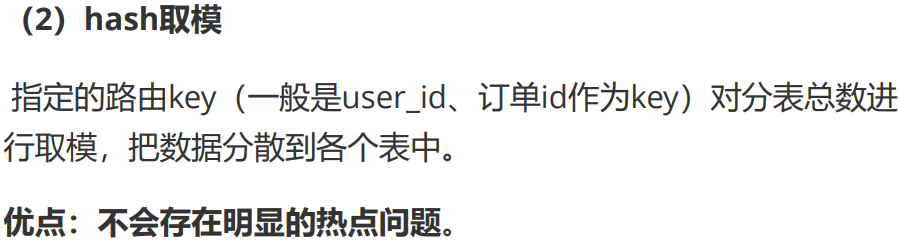 （2）hash取模
指定的路由key（一般是user_id、订单id作为key）对分表总数进
行取模，把数据分散到各个表中。
优点：不会存在明显的热点问题。